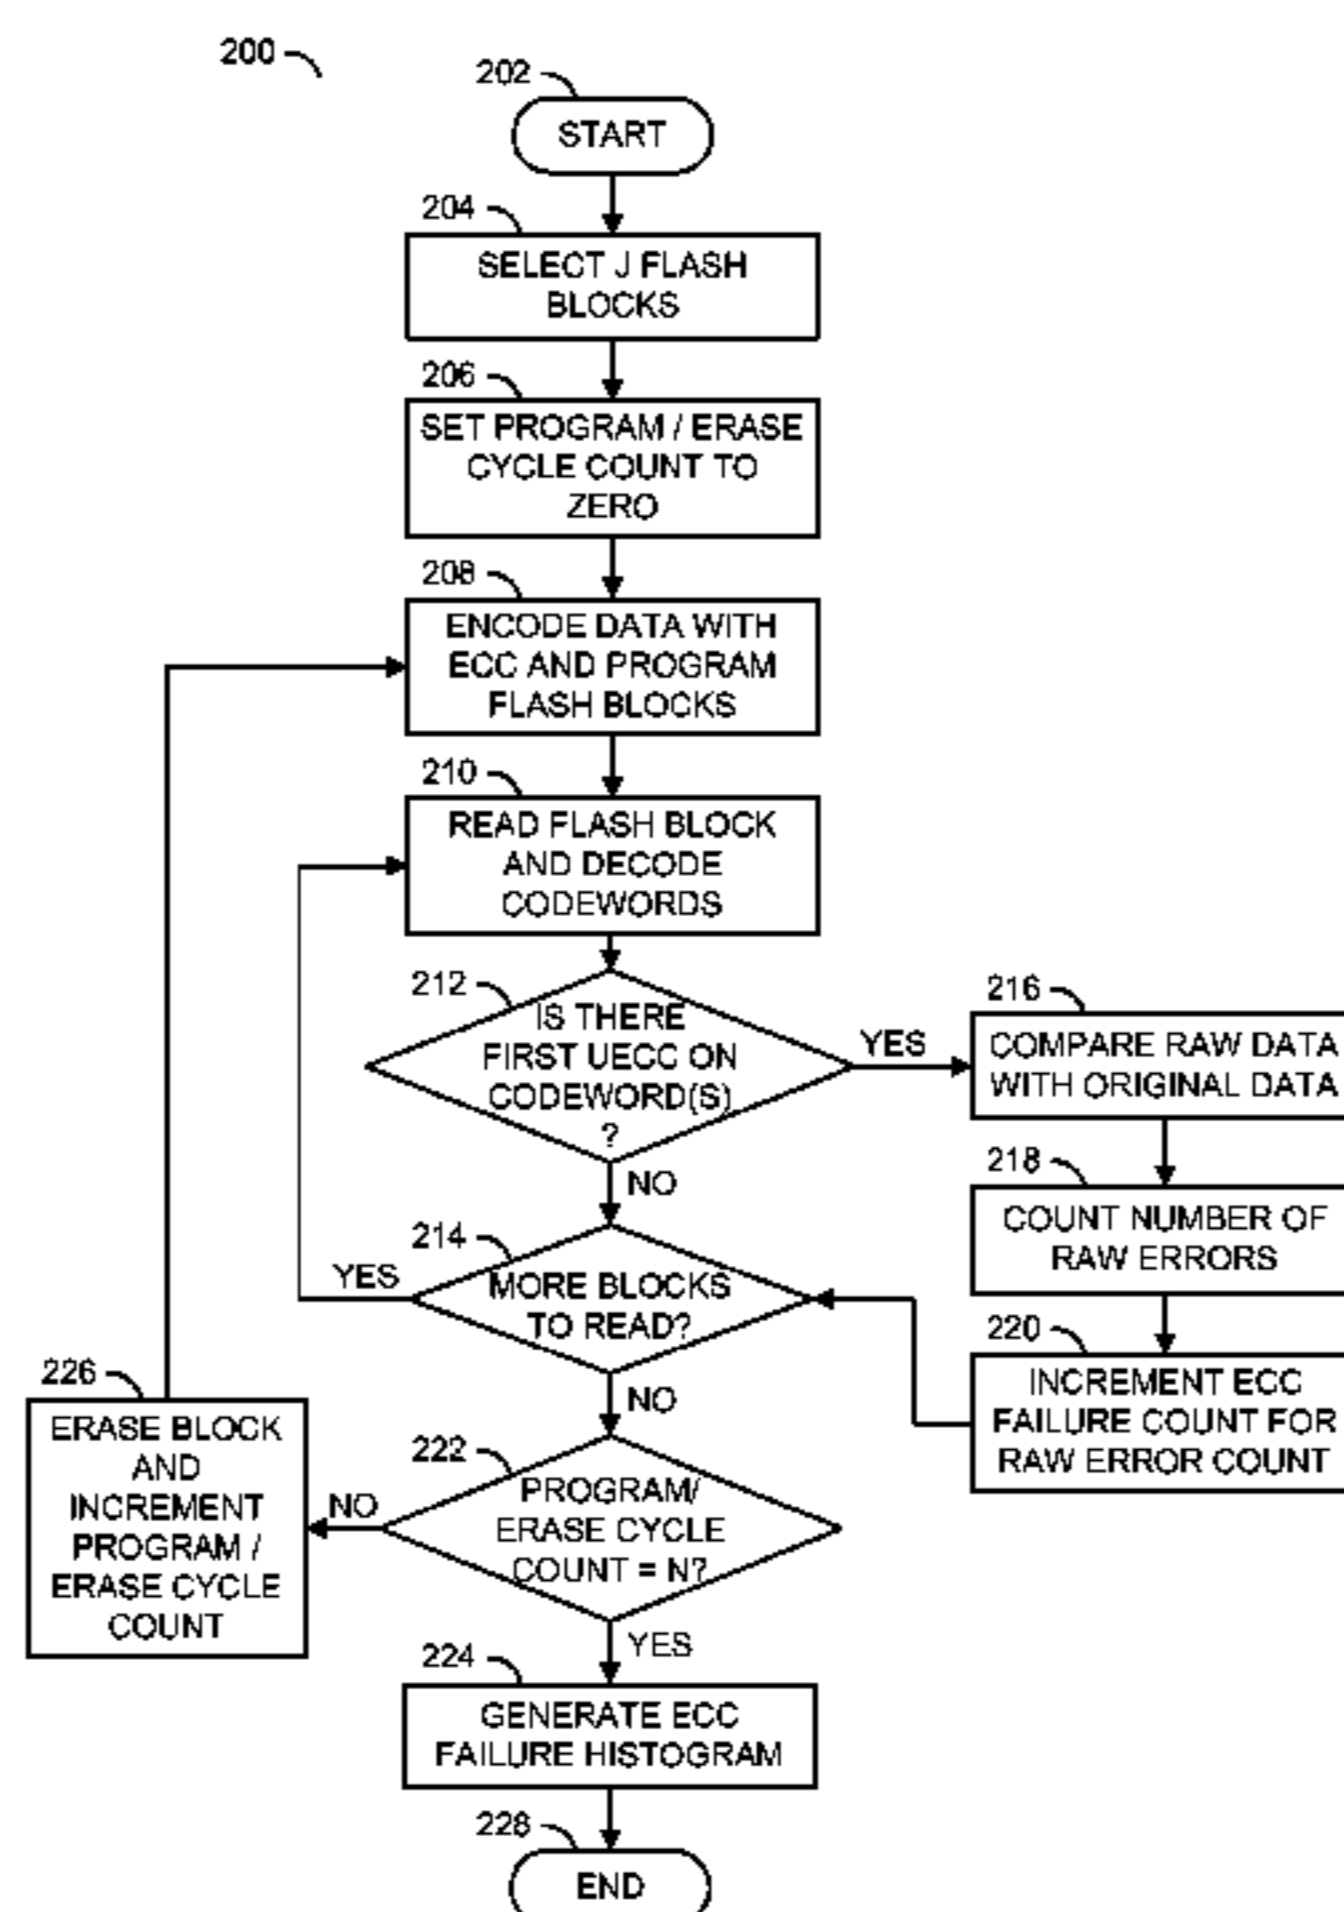 200
202
START
204
SELECT J FLASH
BLOCKS
206
SET PROGRAM / ERASE
CYCLE COUNT TO
ZERO
208
ENCODE DATA WITH
ECC AND PROGRAM
FLASH BLOCKS
210
READ FLASH BLOCK
AND DECODE
CODEWORDS
212
IS THERE
FIRST UECC ON
CODEWORD(S)
?
YES
216
COMPARE RAW DATA
WITH ORIGINAL DATA
218
COUNT NUMBER OF
RAW ERRORS
220
INCREMENT ECC
FAILURE COUNT FOR
RAW ERROR COUNT
NO
214
MORE BLOCKS
TO READ?
YES
NO
222
PROGRAM/
ERASE CYCLE
COUNT = N?
NO
226
ERASE BLOCK
AND
INCREMENT
PROGRAM /
ERASE CYCLE
COUNT
YES
224
GENERATE ECC
FAILURE HISTOGRAM
228
END